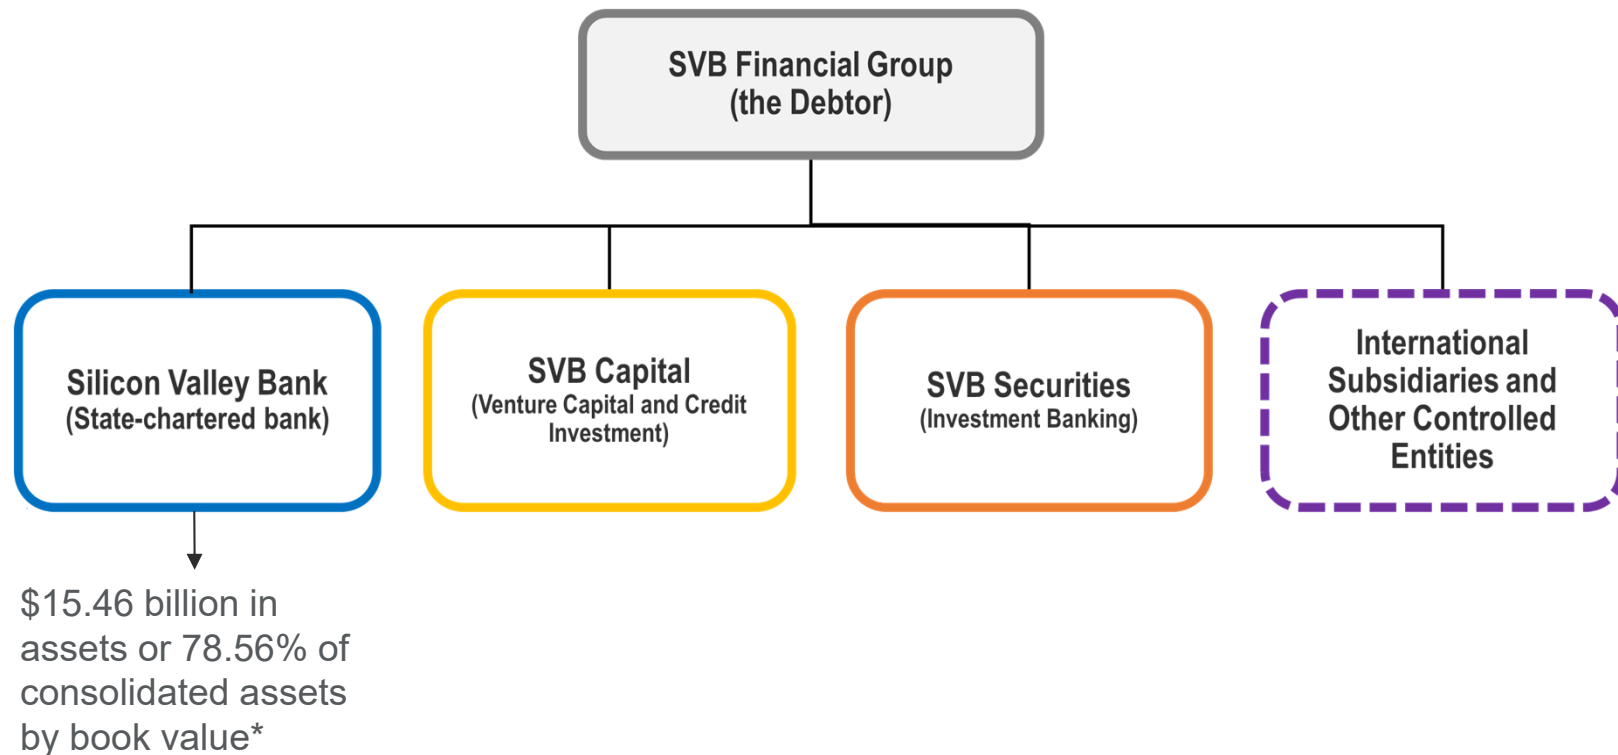 SVB Financial Group
(the Debtor)
Silicon Valley Bank
(State-chartered bank)
SVB Capital
(Venture Capital and Credit
Investment)
SVB Securities
(Investment Banking)
International
Subsidiaries and
Other Controlled
Entities
$15.46 billion in
assets or 78.56% of
consolidated assets
by book value*